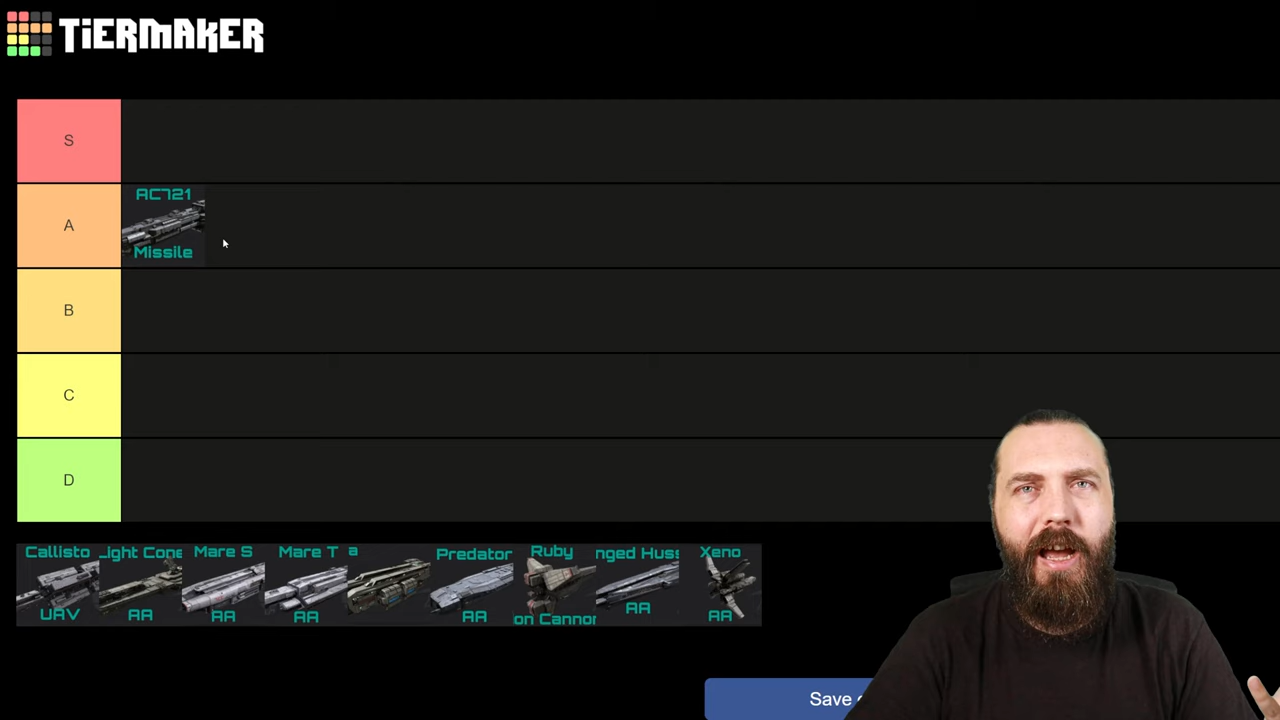 TIERMAKER
S
A
AC721
Missile
B
C
D
Callisto
UAV
Light Cone
AA
Mare S
AA
Mare T
AA
a
Predator
AA
Ruby
on Cannon
nged Huss
AA
Xeno
AA
Save